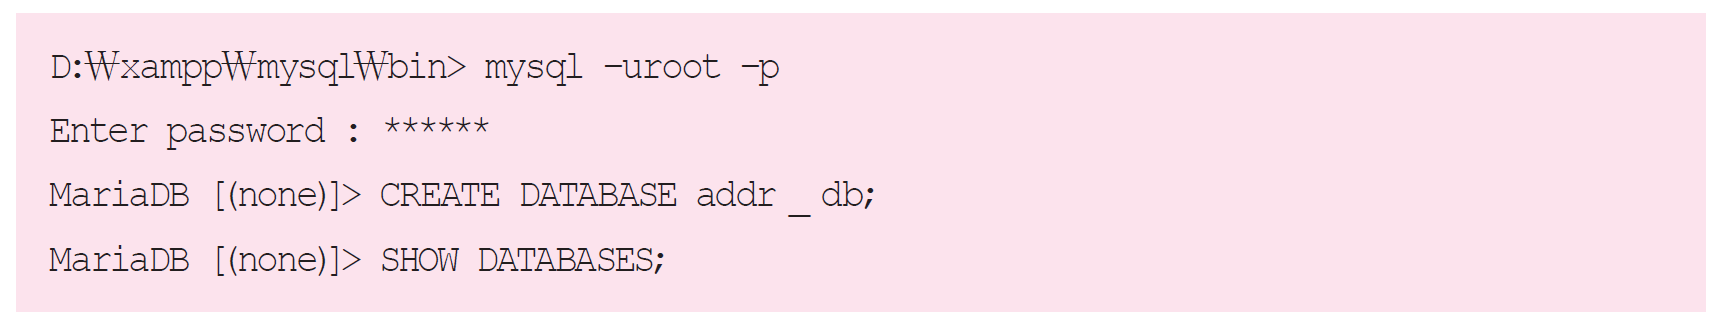 D:₩xampp₩mysql₩bin> mysql -uroot -p
Enter password : ******
MariaDB [(none)]> CREATE DATABASE addr _ db;
MariaDB [(none)]> SHOW DATABASES;